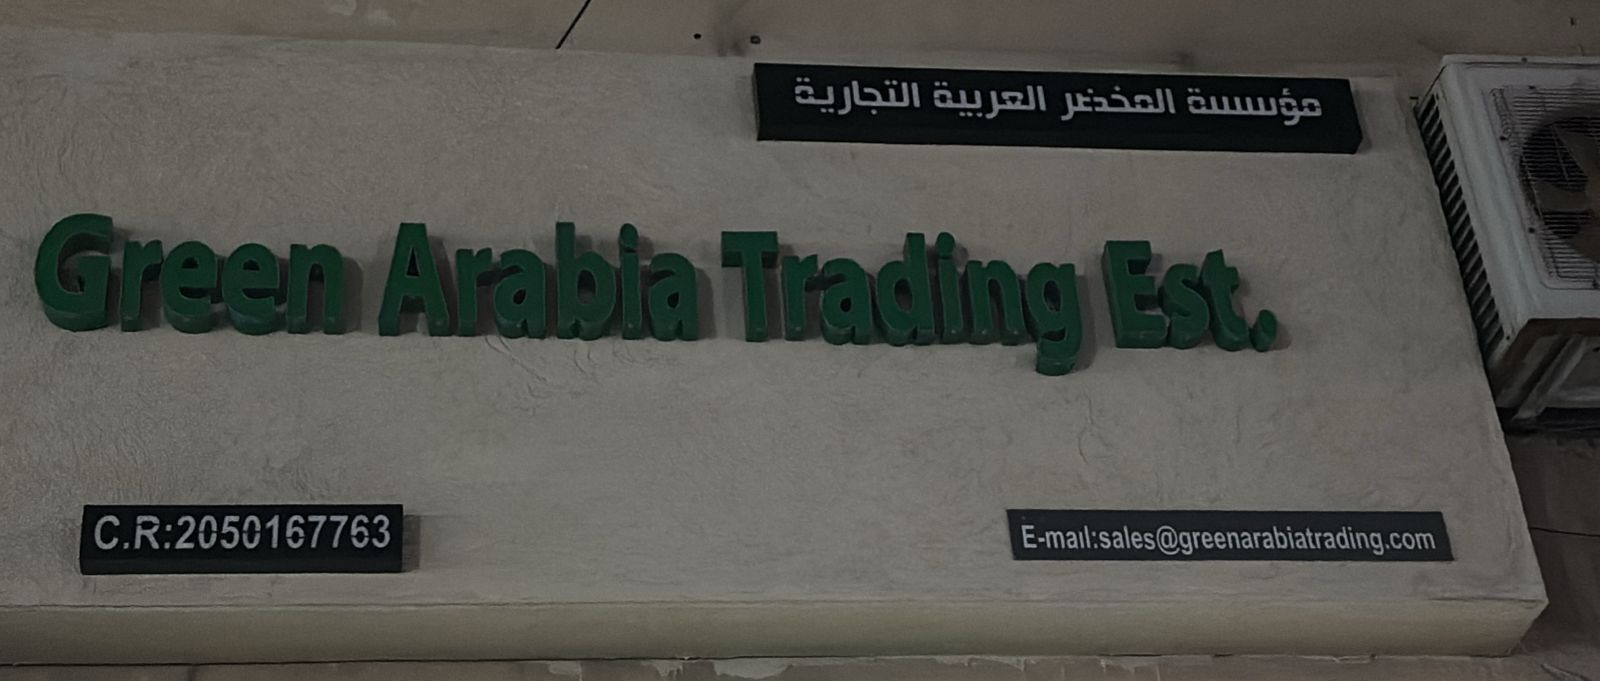 مؤسسة المخضر العربية التجارية
Green Arabia Trading Est.
C.R:2050167763
E-mail:sales@greenarabiatrading.com